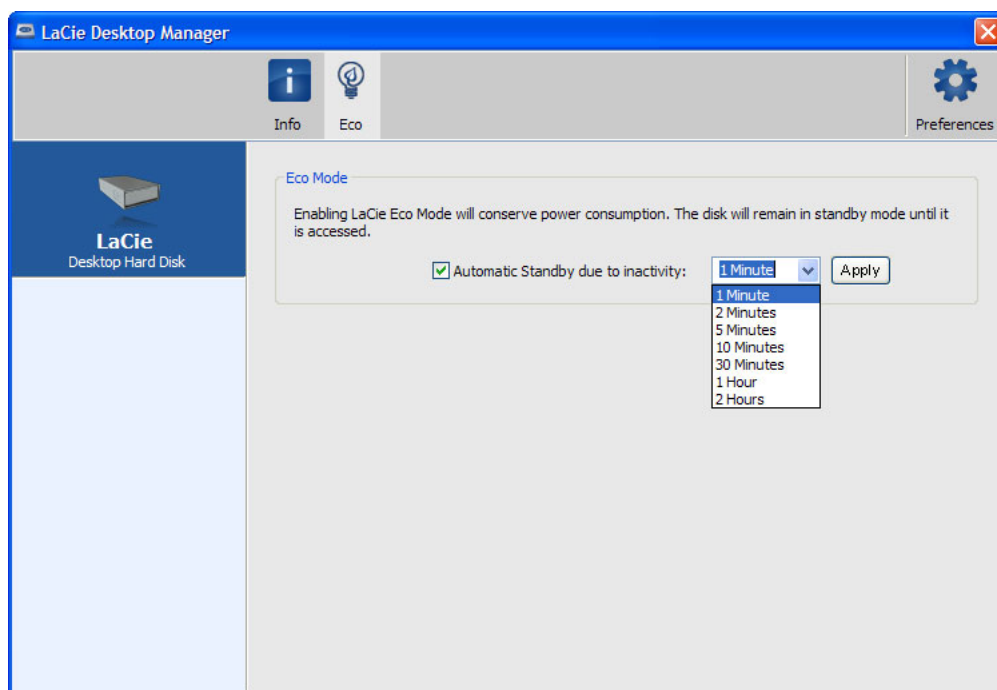 LaCie Desktop Manager
Info
Eco
Preferences
LaCie
Desktop Hard Disk
Eco Mode
Enabling LaCie Eco Mode will conserve power consumption. The disk will remain in standby mode until it
is accessed.
Automatic Standby due to inactivity:
1 Minute
Apply
1 Minute
2 Minutes
5 Minutes
10 Minutes
30 Minutes
1 Hour
2 Hours